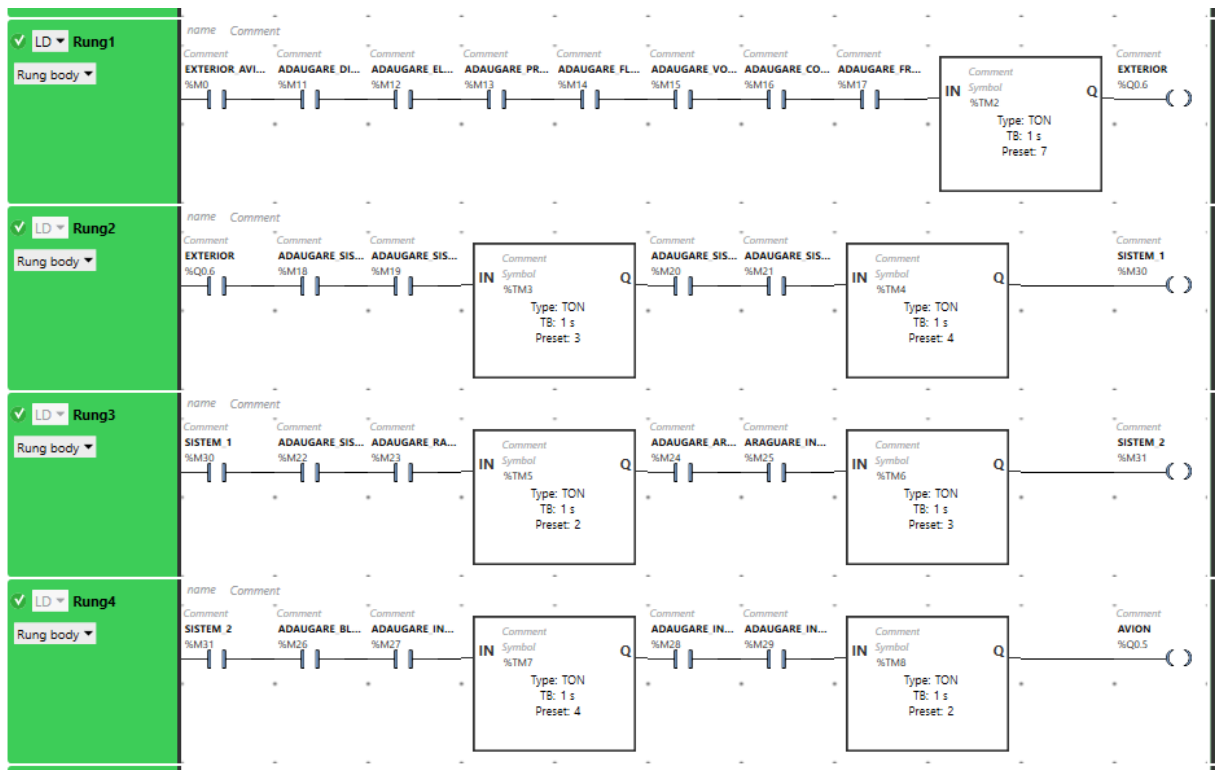 LD Rung1
Rung body
name Comment
Comment Comment Comment Comment Comment Comment Comment Comment Comment
EXTERIOR_AVI... ADAUGARE_DI... ADAUGARE_EL... ADAUGARE_PR... ADAUGARE_FL... ADAUGARE_VO... ADAUGARE_CO... ADAUGARE_FR... EXTERIOR
%M0 %M11 %M12 %M13 %M14 %M15 %M16 %M17 %Q0.6
Comment
IN Symbol Q
%TM2
Type: TON
TB: 1 s
Preset: 7
LD Rung2
Rung body
name Comment
Comment Comment Comment Comment Comment Comment
EXTERIOR ADAUGARE_SIS... ADAUGARE_SIS... ADAUGARE_SIS... ADAUGARE_SIS... SISTEM_1
%Q0.6 %M18 %M19 %M20 %M21 %M30
Comment Comment
IN Symbol Q IN Symbol Q
%TM3 %TM4
Type: TON Type: TON
TB: 1 s TB: 1 s
Preset: 3 Preset: 4
LD Rung3
Rung body
name Comment
Comment Comment Comment Comment Comment Comment
SISTEM_1 ADAUGARE_SIS... ADAUGARE_RA... ADAUGARE_AR... ARAGUARE_IN... SISTEM_2
%M30 %M22 %M23 %M24 %M25 %M31
Comment Comment
IN Symbol Q IN Symbol Q
%TM5 %TM6
Type: TON Type: TON
TB: 1 s TB: 1 s
Preset: 2 Preset: 3
LD Rung4
Rung body
name Comment
Comment Comment Comment Comment Comment Comment
SISTEM_2 ADAUGARE_BL... ADAUGARE_IN... ADAUGARE_IN... ADAUGARE_IN... AVION
%M31 %M26 %M27 %M28 %M29 %Q0.5
Comment Comment
IN Symbol Q IN Symbol Q
%TM7 %TM8
Type: TON Type: TON
TB: 1 s TB: 1 s
Preset: 4 Preset: 2